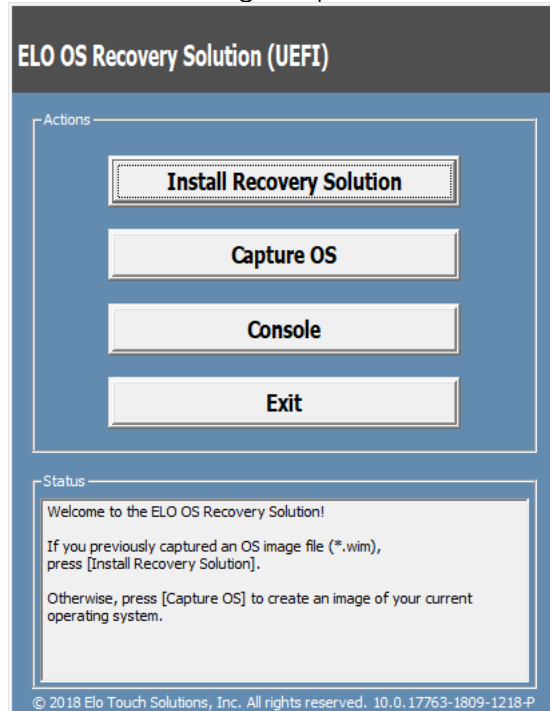 ELO OS Recovery Solution (UEFI)
Actions
Install Recovery Solution
Capture OS
Console
Exit
Status
Welcome to the ELO OS Recovery Solution!
If you previously captured an OS image file (*.wim),
press [Install Recovery Solution].
Otherwise, press [Capture OS] to create an image of your current
operating system.
© 2018 Elo Touch Solutions, Inc. All rights reserved. 10.0.17763-1809-1218-P